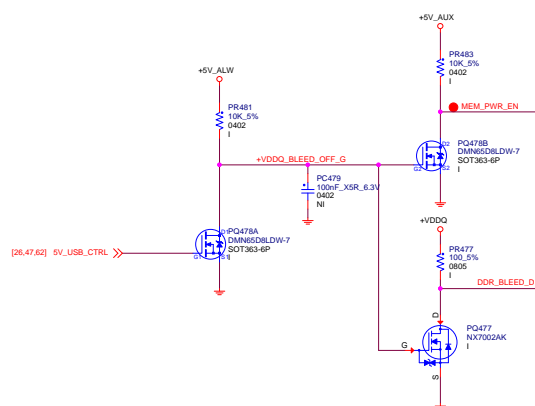 +5V_AUX
PR483
10K_5%
0402
I
MEM_PWR_EN
+5V_ALW
PR481
10K_5%
0402
I
+VDDQ_BLEED_OFF_G
D2
PQ478B
DMN65D8LDW-7
SOT363-6P
I
G2
S2
PC479
100nF_X5R_6.3V
0402
NI
D1
PQ478A
DMN65D8LDW-7
SOT363-6P
I
G1
S1
[26,47,62] 5V_USB_CTRL
+VDDQ
PR477
100_5%
0805
I
DDR_BLEED_D
D
PQ477
NX7002AK
I
G
S